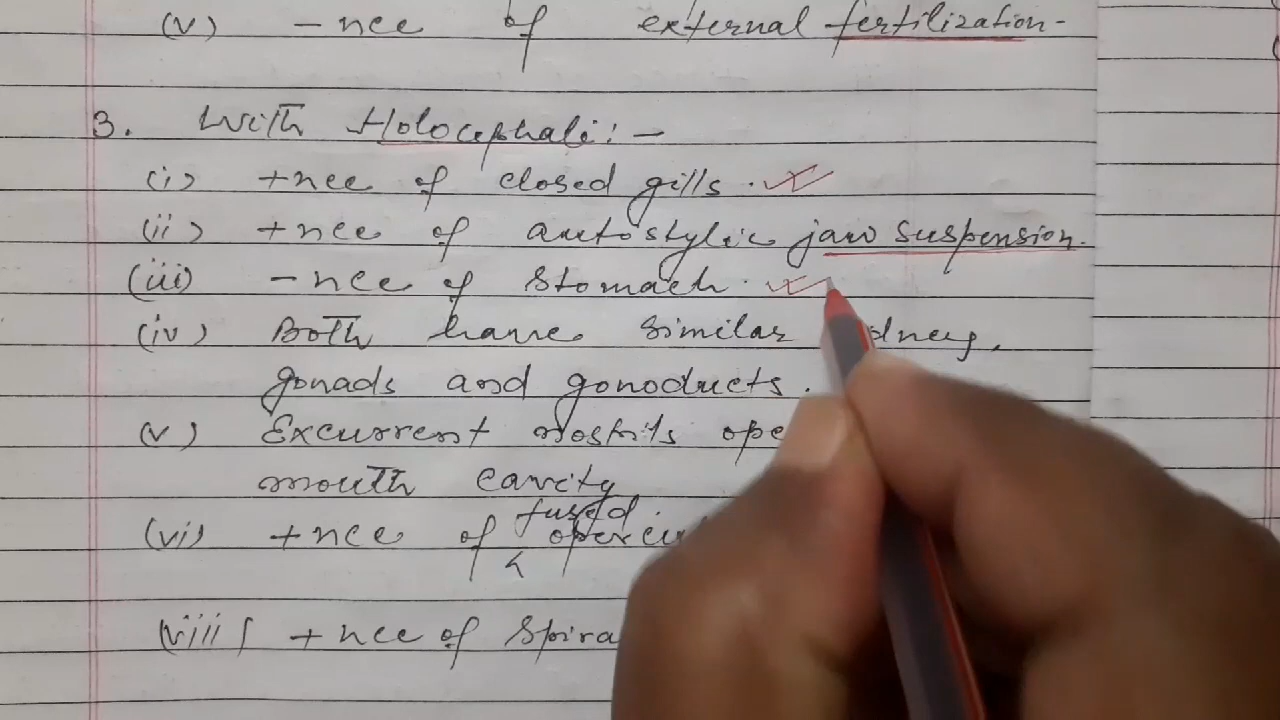 (v) -nce of external fertilization-
3. With Holocephali:-
(i) +nce of closed gills.
(ii) +nce of autostylic jaw suspension.
(iii) -nce of stomach.
(iv) Both have similar
gonads and gonoducts.
(v) Excurrent nostrils
mouth cavity
fused
(vi) +nce of
(viii) +nce of